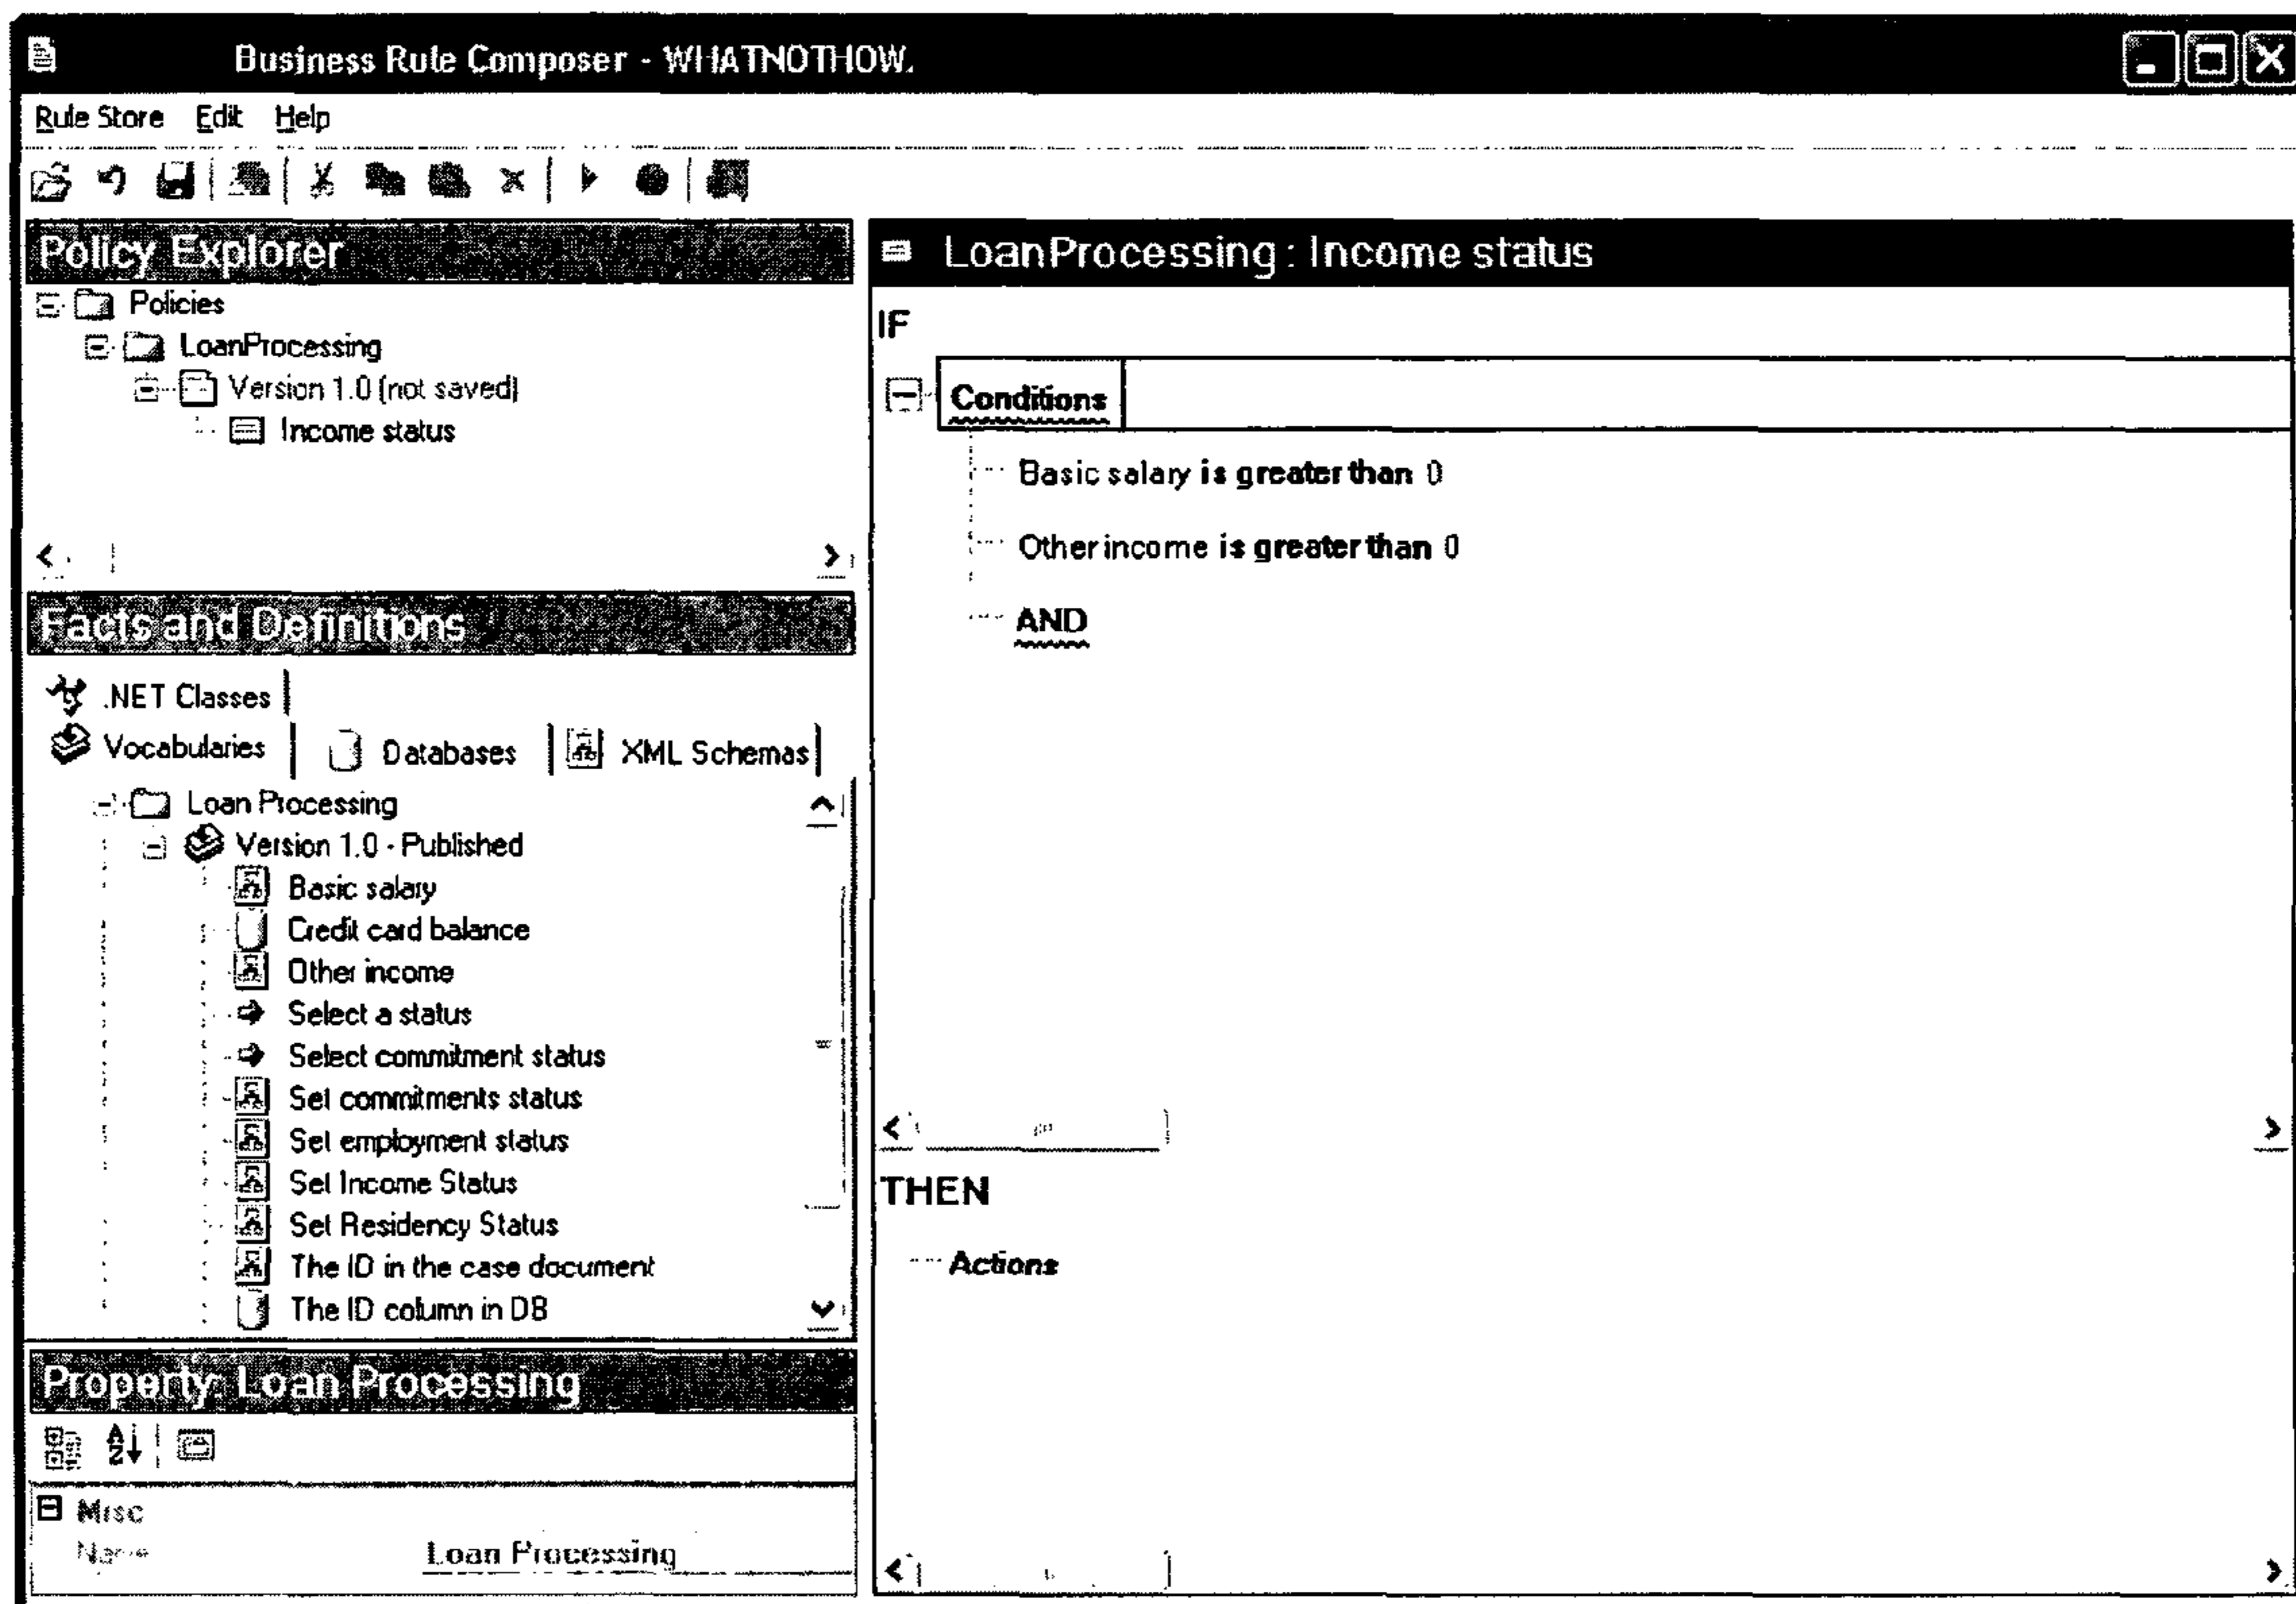 Business Rule Composer - WHATNOTHOW.
Rule Store Edit Help
Policy Explorer
Policies
LoanProcessing
Version 1.0 (not saved)
Income status
Facts and Definitions
.NET Classes
Vocabularies Databases XML Schemas
Loan Processing
Version 1.0 - Published
Basic salary
Credit card balance
Other income
Select a status
Select commitment status
Set commitments status
Set employment status
Set Income Status
Set Residency Status
The ID in the case document
The ID column in DB
Property: Loan Processing
Misc
Name Loan Processing
LoanProcessing : Income status
IF
Conditions
Basic salary is greater than 0
Other income is greater than 0
AND
THEN
Actions